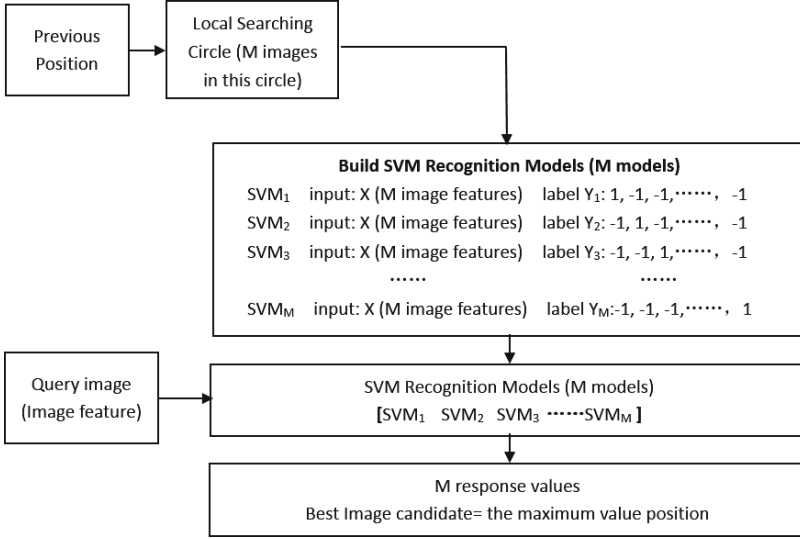 Previous
Position
Local Searching
Circle (M images
in this circle)
Build SVM Recognition Models (M models)
SVM₁ input: X (M image features) label Y₁: 1, -1, -1,……, -1
SVM₂ input: X (M image features) label Y₂: -1, 1, -1,……, -1
SVM₃ input: X (M image features) label Y₃: -1, -1, 1,……, -1
…… ……
SVMM input: X (M image features) label YM:-1, -1, -1,……, 1
Query image
(Image feature)
SVM Recognition Models (M models)
[SVM₁ SVM₂ SVM₃ ……SVMM ]
M response values
Best Image candidate= the maximum value position